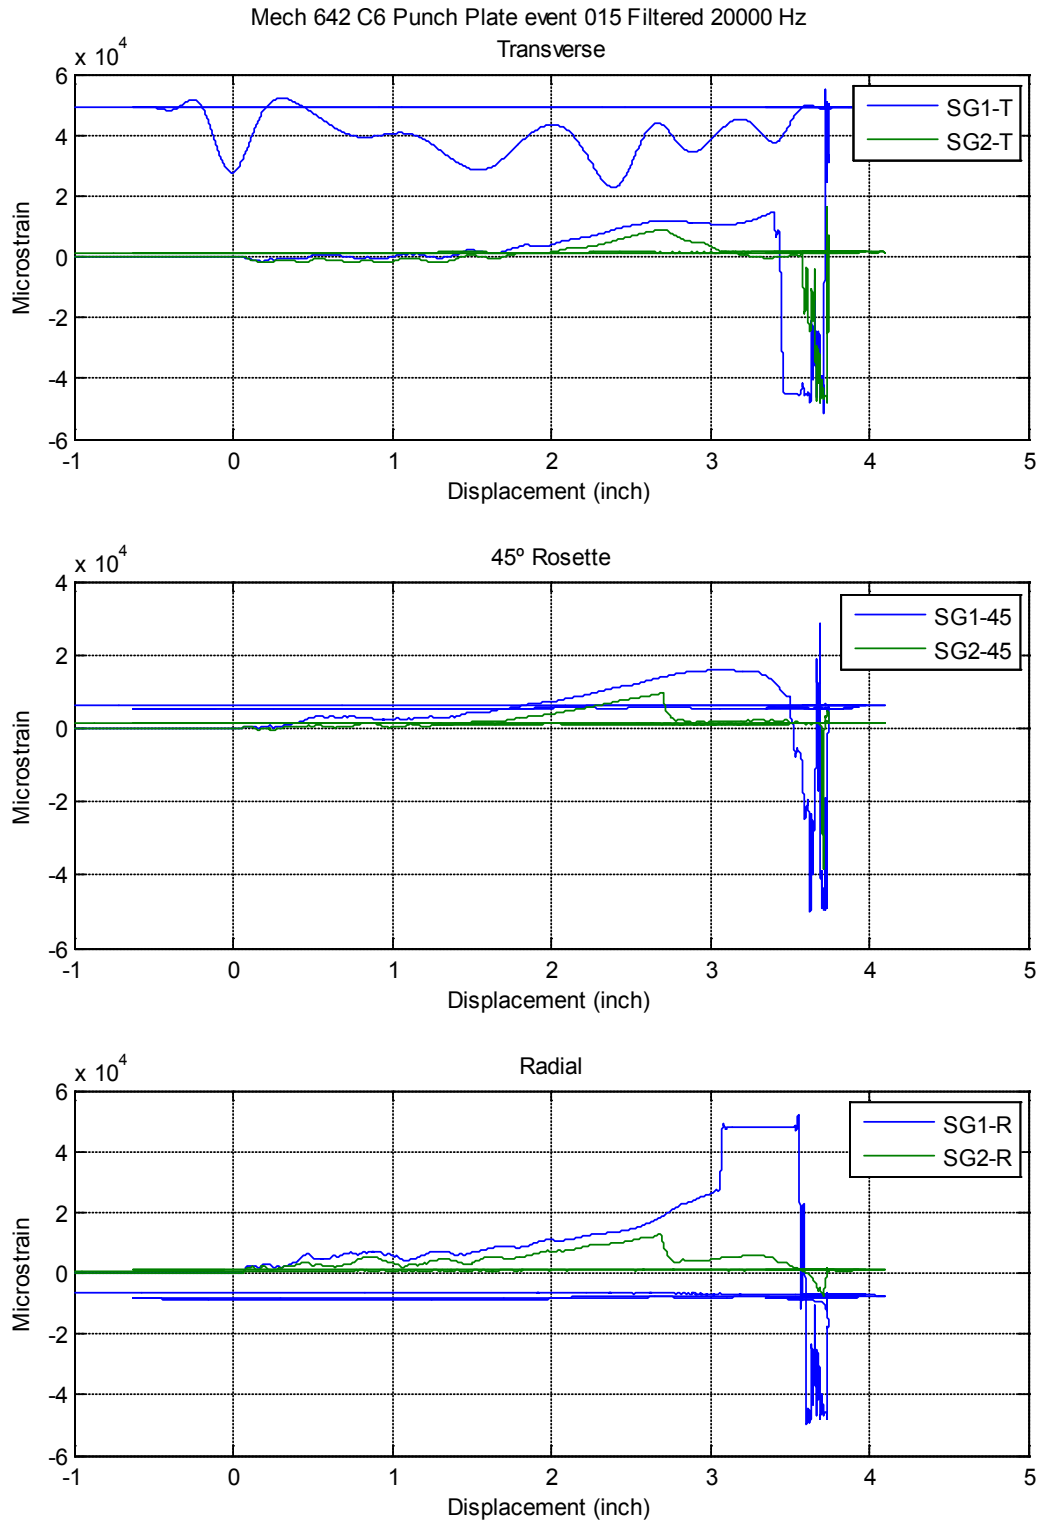 Mech 642 C6 Punch Plate event 015 Filtered 20000 Hz
Transverse
x 10^4
6
4
2
0
-2
-4
-6
Microstrain
SG1-T
SG2-T
-1 0 1 2 3 4 5
Displacement (inch)
45º Rosette
x 10^4
4
2
0
-2
-4
-6
Microstrain
SG1-45
SG2-45
-1 0 1 2 3 4 5
Displacement (inch)
Radial
x 10^4
6
4
2
0
-2
-4
-6
Microstrain
SG1-R
SG2-R
-1 0 1 2 3 4 5
Displacement (inch)